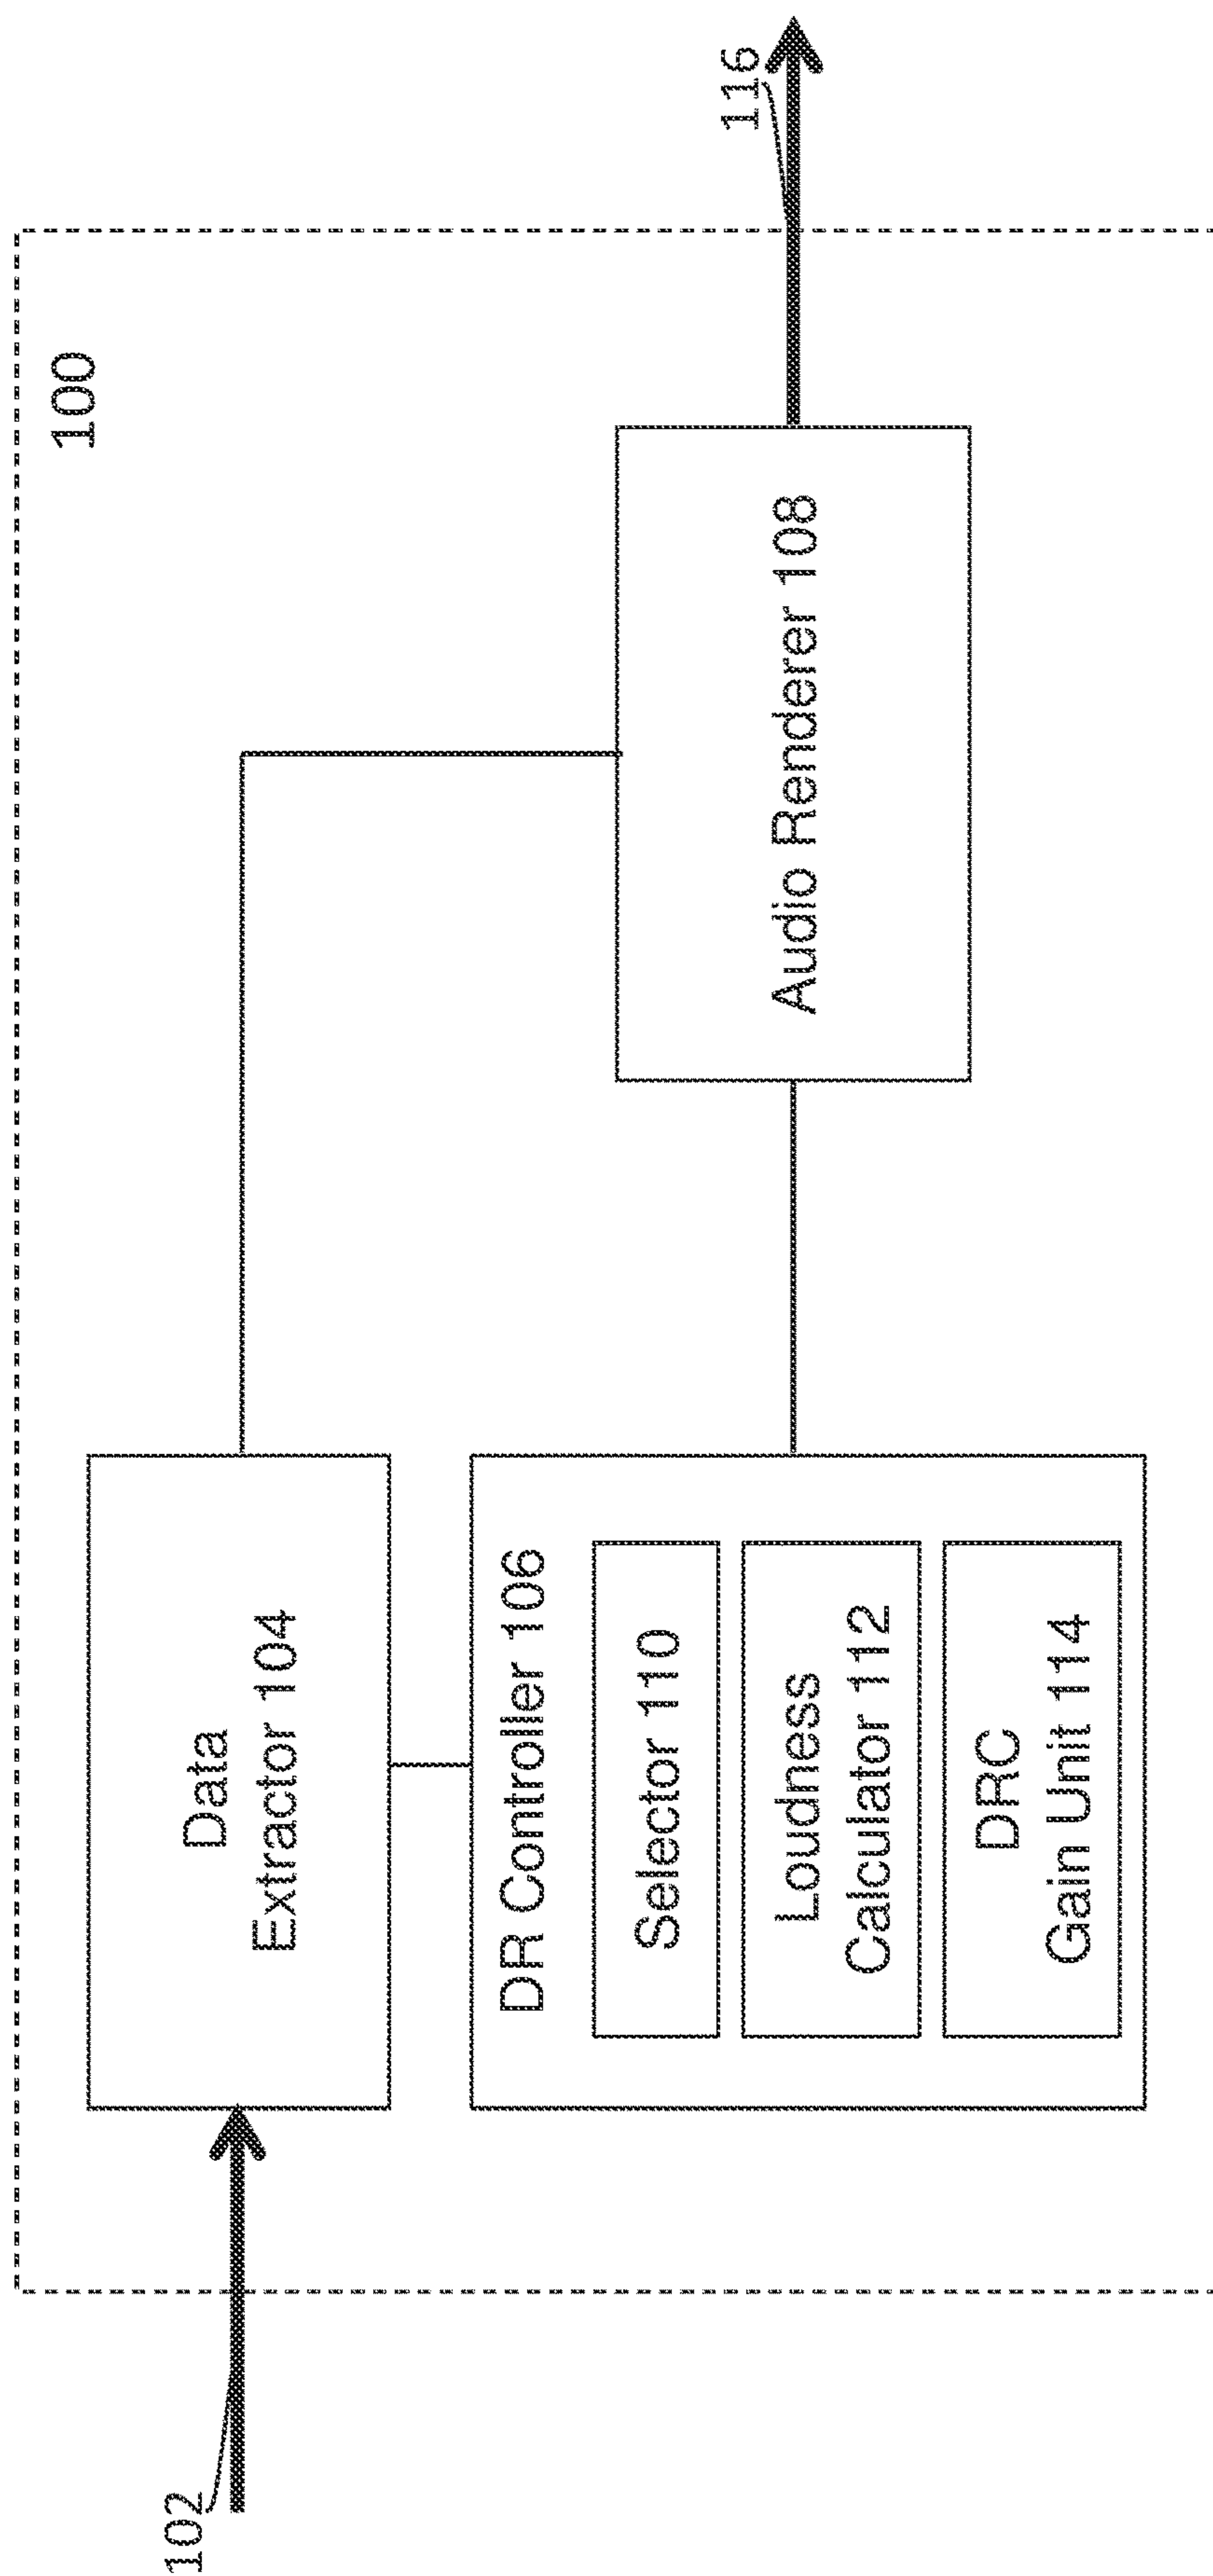 100
102
Data
Extractor 104
DR Controller 106
Selector 110
Loudness
Calculator 112
DRC
Gain Unit 114
Audio Renderer 108
116